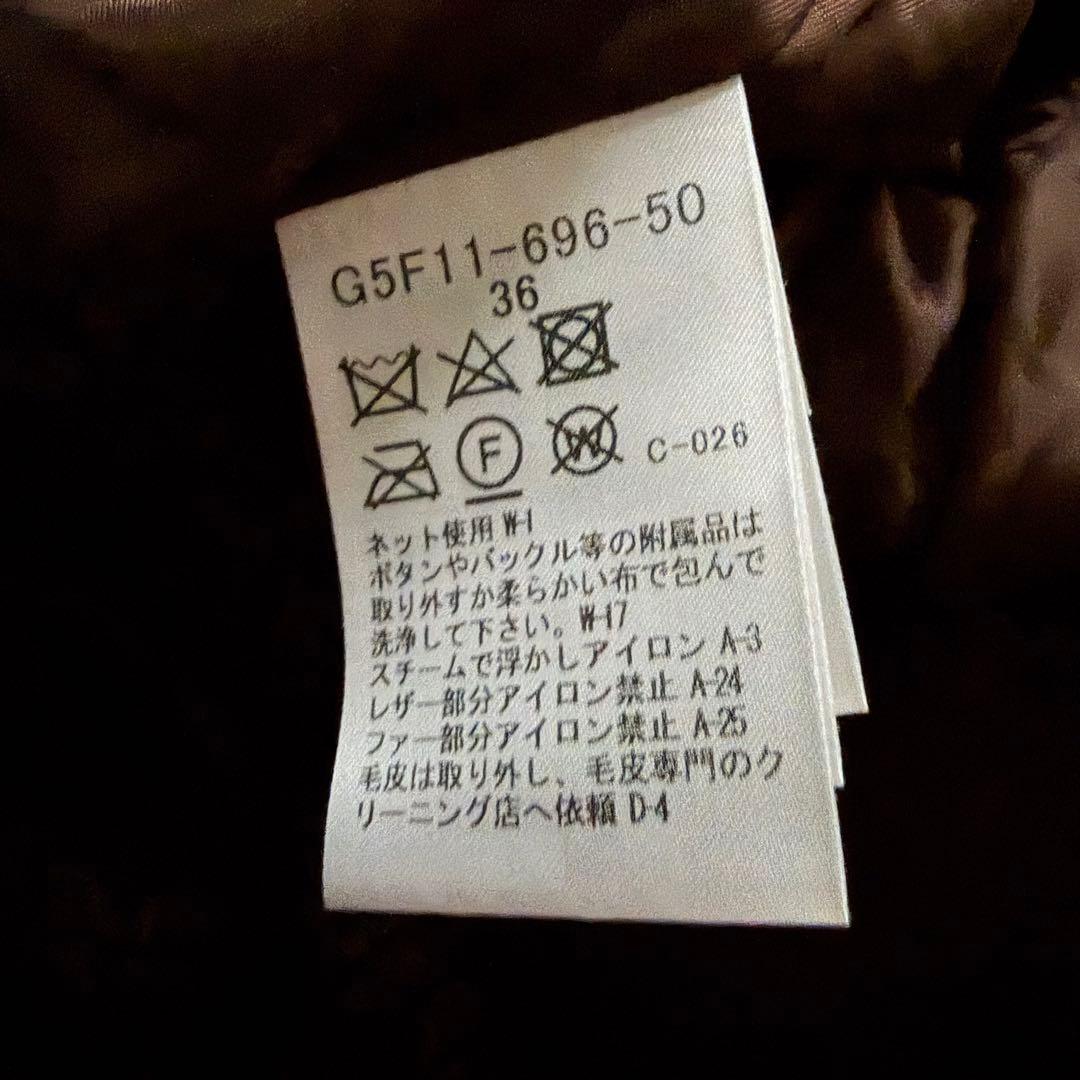 G5F11-696-50
36
F W C-026
ネット使用 W-1
ボタンやバックル等の附属品は
取り外すか柔らかい布で包んで
洗浄して下さい。W-17
スチームで浮かしアイロン A-3
レザー部分アイロン禁止 A-24
ファー部分アイロン禁止 A-25
毛皮は取り外し、毛皮専門のク
リーニング店へ依頼 D-4